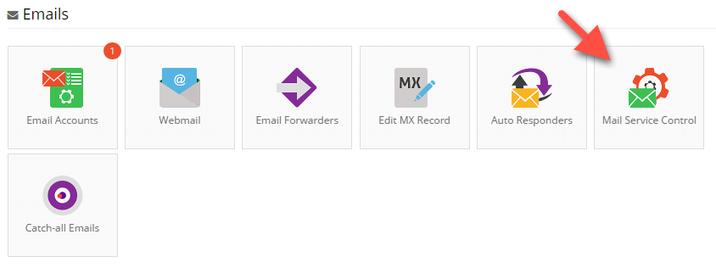 Emails
1
Email Accounts
@
Webmail
Email Forwarders
MX
Edit MX Record
Auto Responders
Mail Service Control
Catch-all Emails